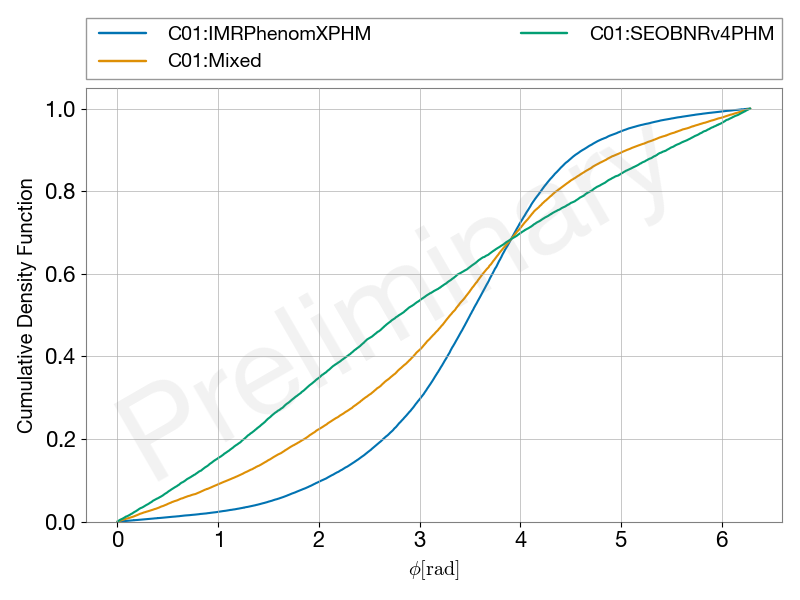 C01:IMRPhenomXPHM C01:SEOBNRv4PHM
C01:Mixed
1.0
0.8
0.6
0.4
0.2
0.0
0 1 2 3 4 5 6
Cumulative Density Function
ϕ[rad]
Preliminary